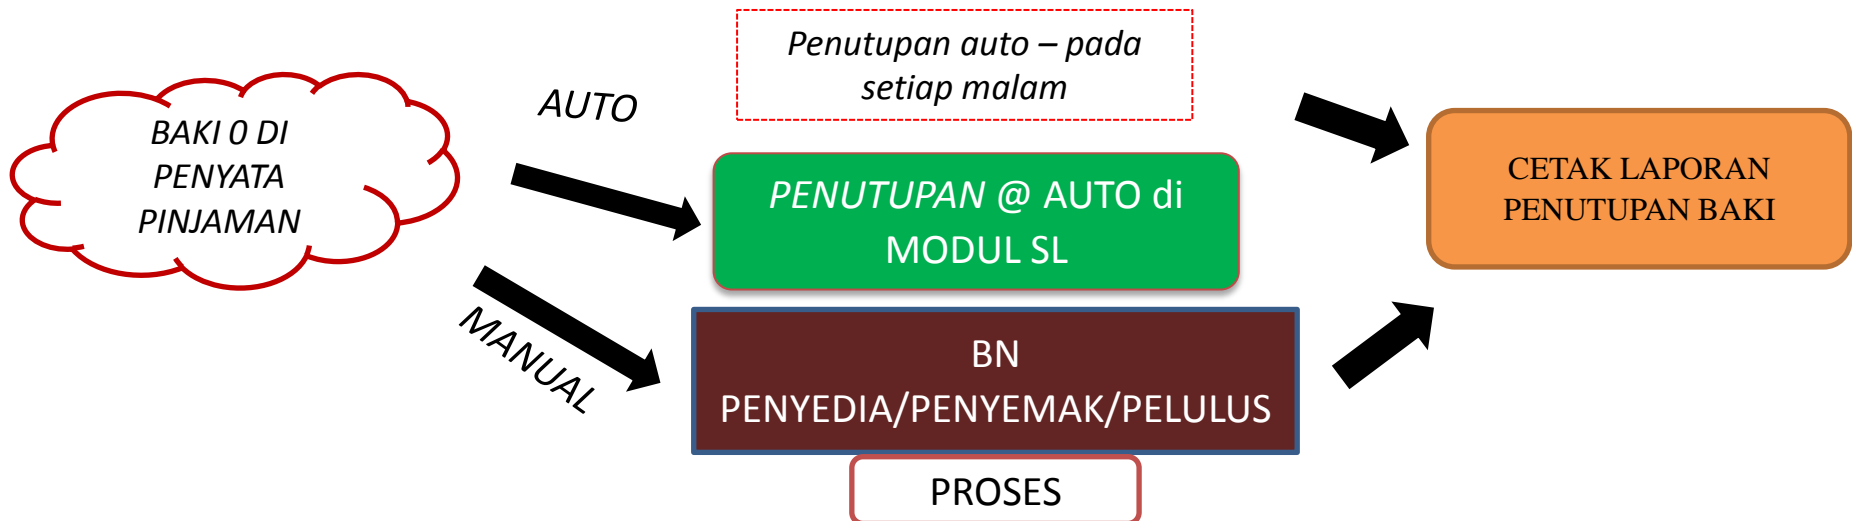 BAKI 0 DI
PENYATA
PINJAMAN
AUTO
MANUAL
Penutupan auto – pada
setiap malam
PENUTUPAN @ AUTO di
MODUL SL
BN
PENYEDIA/PENYEMAK/PELULUS
PROSES
CETAK LAPORAN
PENUTUPAN BAKI